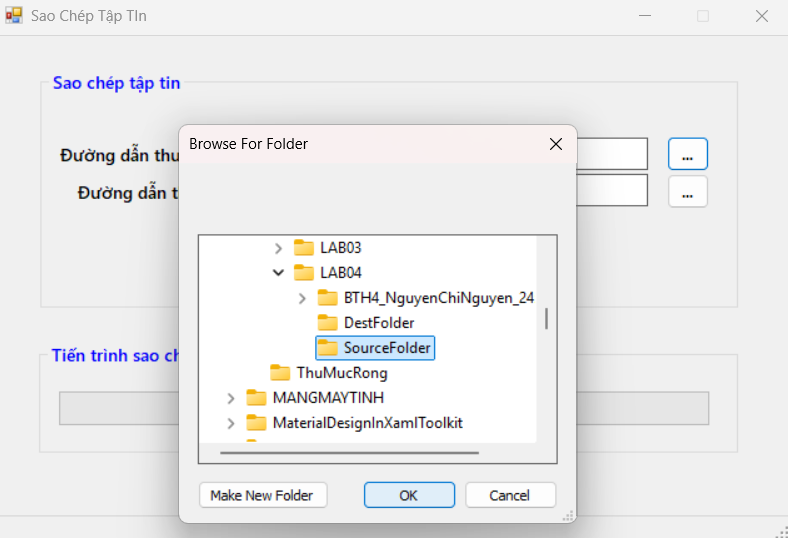 Sao Chép Tập TIn
Sao chép tập tin
Browse For Folder
Đường dẫn thu
...
Đường dẫn t
...
LAB03
LAB04
BTH4_NguyenChiNguyen_24
DestFolder
SourceFolder
ThuMucRong
MANGMAYTINH
MaterialDesignInXamlToolkit
Tiến trình sao ch
Make New Folder
OK
Cancel